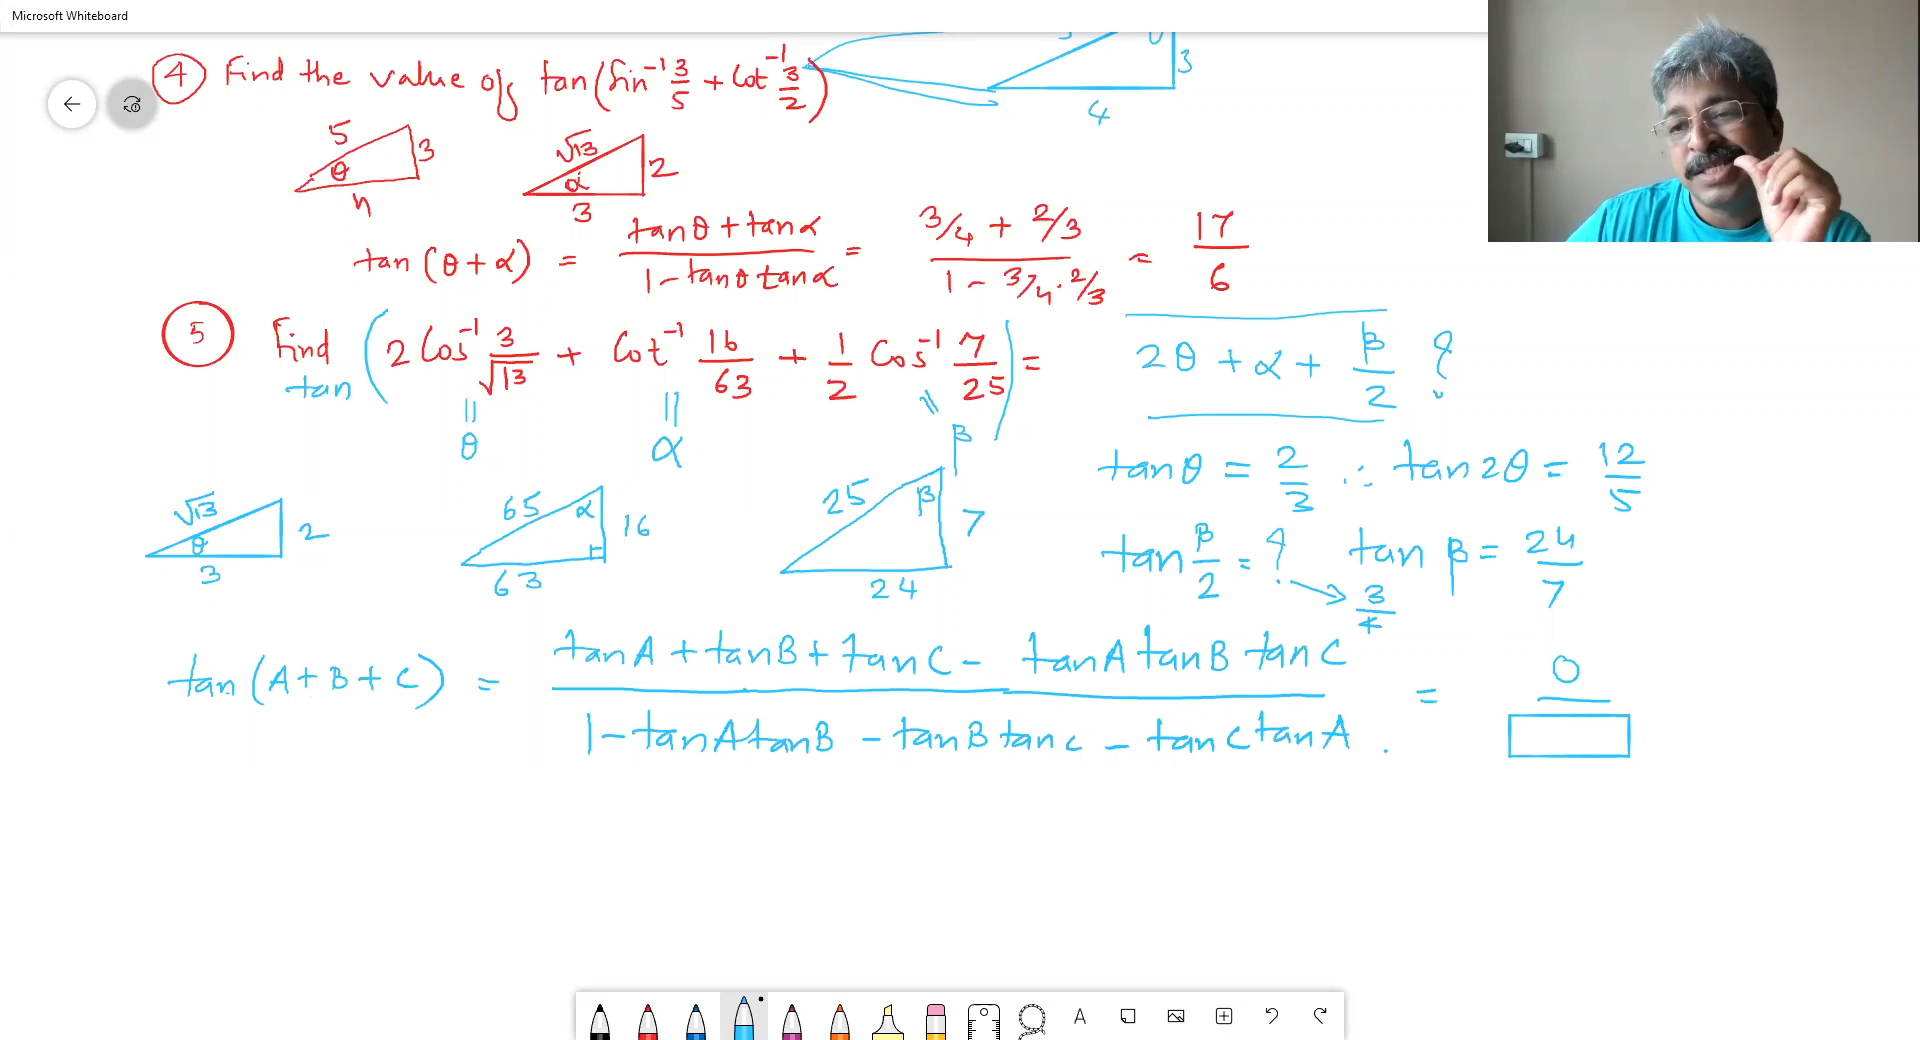 Microsoft Whiteboard
4 Find the value of tan(Sin⁻¹ 3/5 + Cot⁻¹ 3/2)
3
4
5 3 θ 4
√13 2 α 3
tan (θ + α) = (tanθ + tanα)/(1 - tanθ tanα) = (3/4 + 2/3)/(1 - 3/4 · 2/3) = 17/6
5 Find tan (2 Cos⁻¹ 3/√13 + Cot⁻¹ 16/63 + 1/2 Cos⁻¹ 7/25) = 2θ + α + β/2 ?
॥ θ ॥ α ॥ β
tanθ = 2/3 ∴ tan2θ = 12/5
√13 2 θ 3
65 α 16 63
25 β 7 24
tan β/2 = ? → 3/4 tan β = 24/7
tan (A + B + C) = (tanA + tanB + tanC - tanA tanB tanC)/(1 - tanA tanB - tanB tanC - tanC tanA) = 0/
A